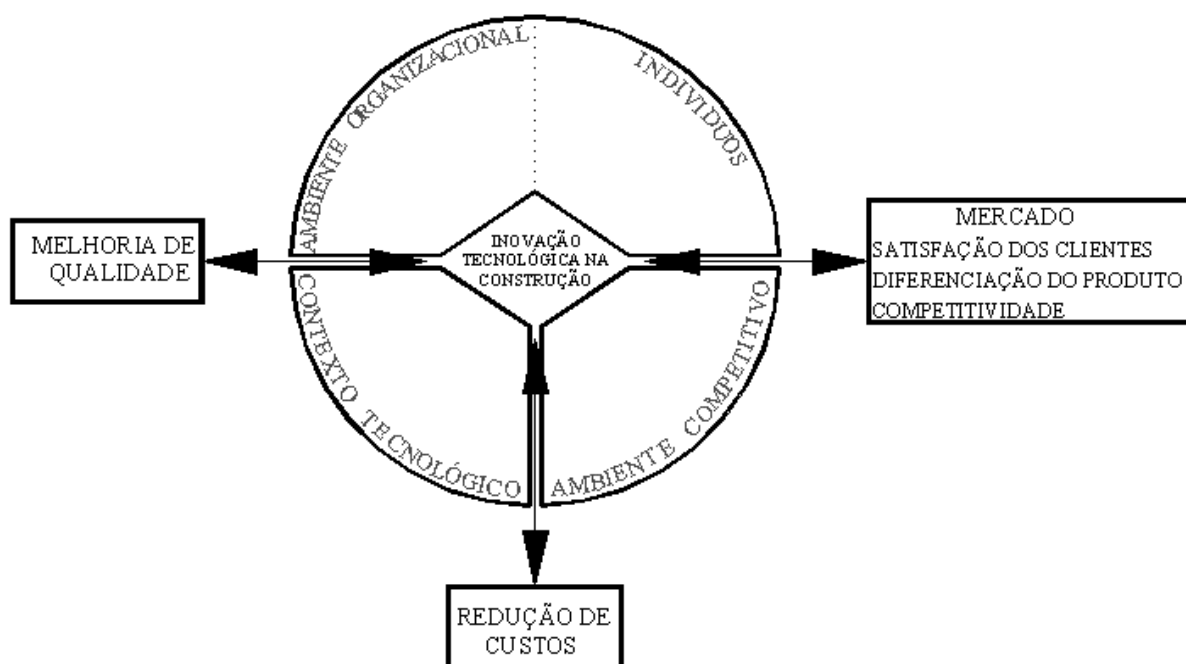 AMBIENTE ORGANIZACIONAL
INDIVIDUOS
MELHORIA DE
QUALIDADE
INOVAÇÃO
TECNOLÓGICA NA
CONSTRUÇÃO
MERCADO
SATISFAÇÃO DOS CLIENTES
DIFERENCIAÇÃO DO PRODUTO
COMPETITIVIDADE
CONTEXTO TECNOLÓGICO
AMBIENTE COMPETITIVO
REDUÇÃO DE
CUSTOS